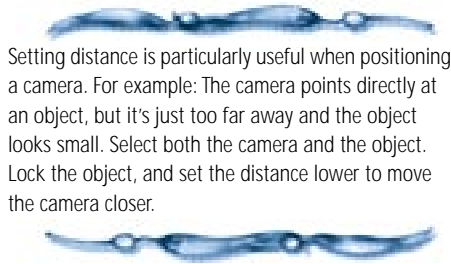 Setting distance is particularly useful when positioning
a camera. For example: The camera points directly at
an object, but it's just too far away and the object
looks small. Select both the camera and the object.
Lock the object, and set the distance lower to move
the camera closer.